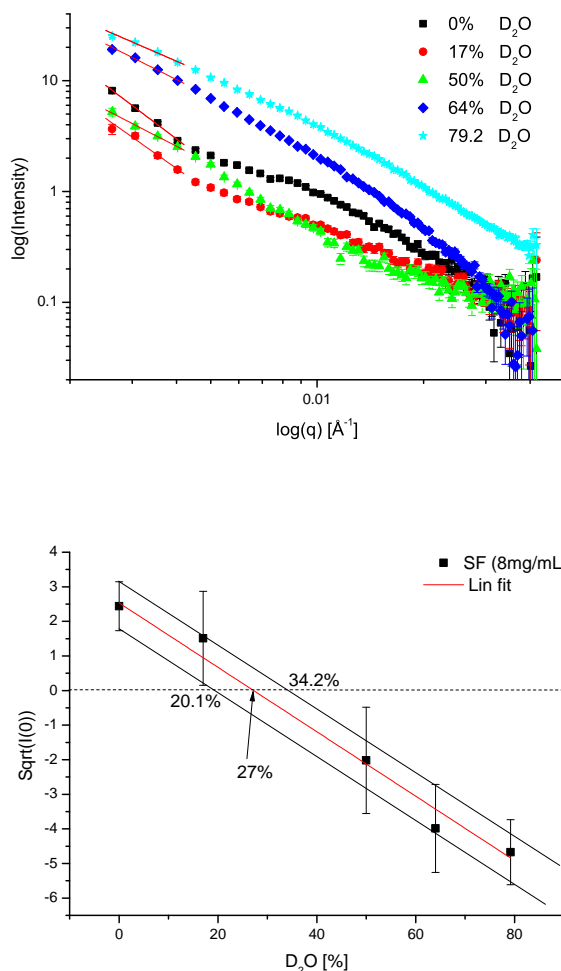 10
1
0.1
log(Intensity)
0.01
log(q) [Å⁻¹]
0% D₂O
17% D₂O
50% D₂O
64% D₂O
79.2 D₂O
4
3
2
1
0
-1
-2
-3
-4
-5
-6
Sqrt(I(0))
SF (8mg/mL
Lin fit
34.2%
20.1%
27%
0 20 40 60 80
D₂O [%]